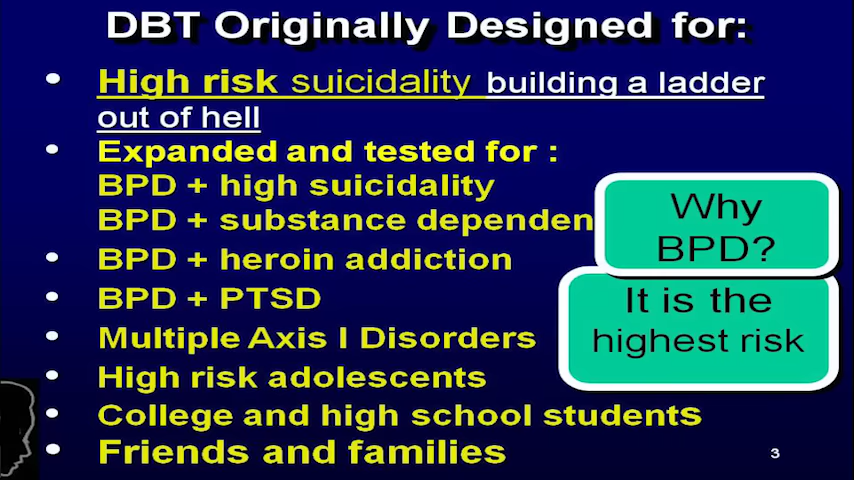 DBT Originally Designed for:
• High risk suicidality building a ladder
out of hell
• Expanded and tested for :
BPD + high suicidality
BPD + substance dependen
• BPD + heroin addiction
• BPD + PTSD
• Multiple Axis I Disorders
• High risk adolescents
• College and high school students
• Friends and families
Why
BPD?
It is the
highest risk
3